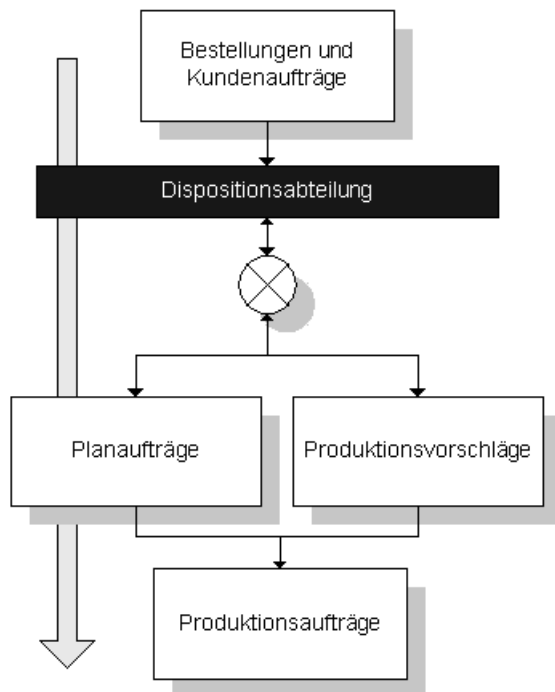 Bestellungen und
Kundenaufträge
Dispositionsabteilung
Planaufträge
Produktionsvorschläge
Produktionsaufträge